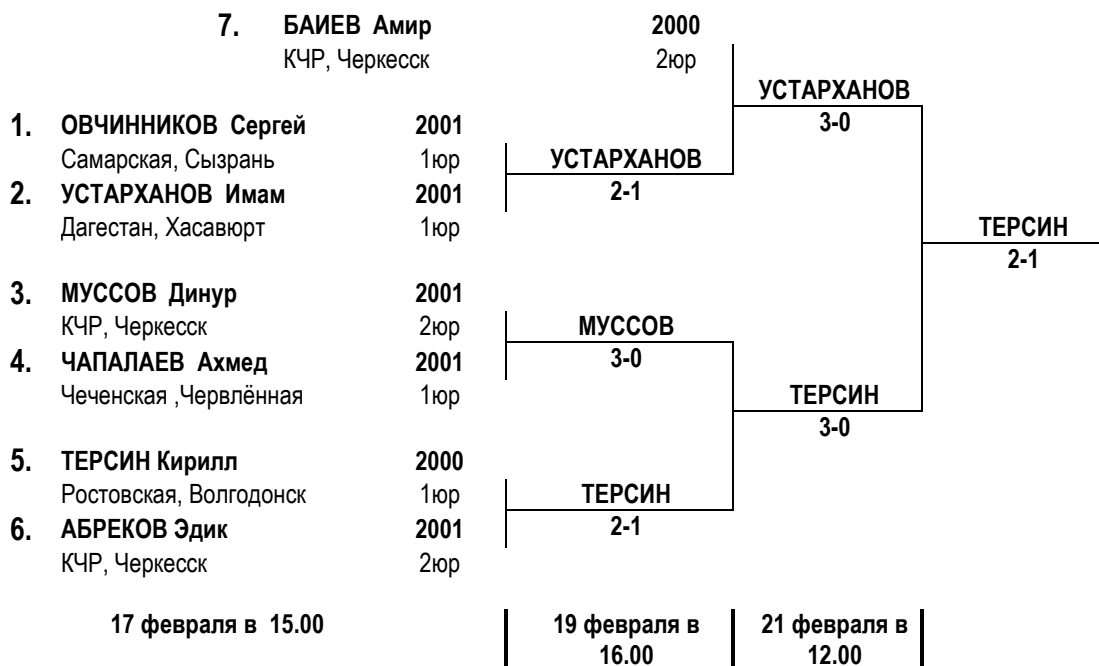 7. БАИЕВ Амир 2000
КЧР, Черкесск 2юр
УСТАРХАНОВ
3-0
1. ОВЧИННИКОВ Сергей 2001
Самарская, Сызрань 1юр УСТАРХАНОВ
2. УСТАРХАНОВ Имам 2001 2-1
Дагестан, Хасавюрт 1юр ТЕРСИН
2-1
3. МУССОВ Динур 2001
КЧР, Черкесск 2юр МУССОВ
4. ЧАПАЛАЕВ Ахмед 2001 3-0
Чеченская ,Червлённая 1юр ТЕРСИН
3-0
5. ТЕРСИН Кирилл 2000
Ростовская, Волгодонск 1юр ТЕРСИН
6. АБРЕКОВ Эдик 2001 2-1
КЧР, Черкесск 2юр
17 февраля в 15.00 19 февраля в 21 февраля в
16.00 12.00